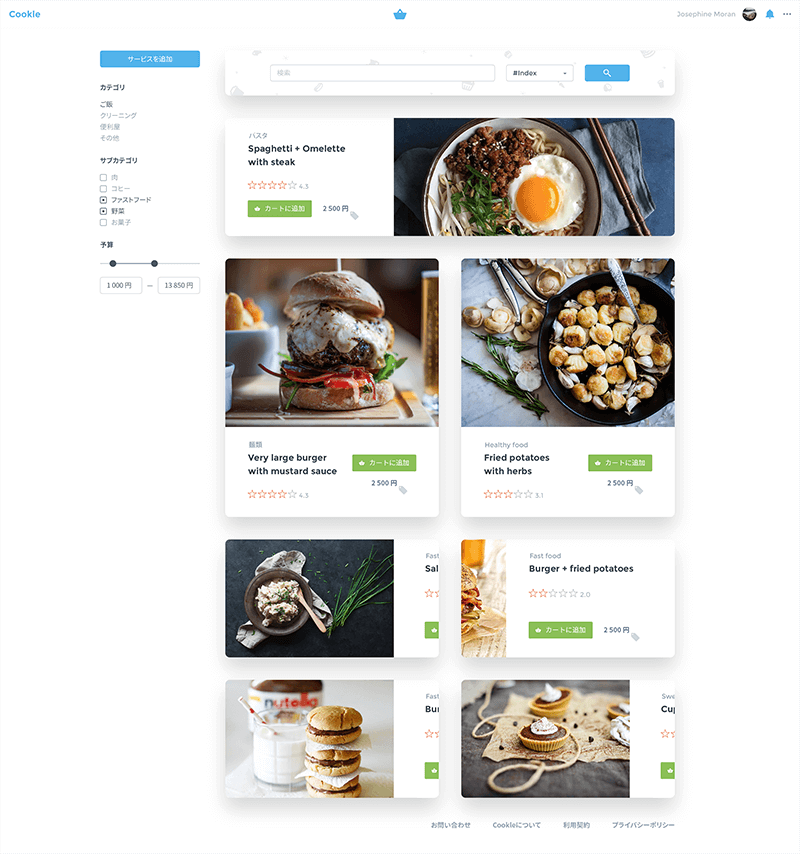 Cookle
Josephine Moran
サービスを追加
カテゴリ
ご飯
クリーニング
便利屋
その他
サブカテゴリ
肉
コヒー
ファストフード
野菜
お菓子
予算
1 000 円 — 13 850 円
検索
#Index
パスタ
Spaghetti + Omelette
with steak
4.3
カートに追加
2 500 円
麺類
Very large burger
with mustard sauce
カートに追加
2 500 円
4.3
Healthy food
Fried potatoes
with herbs
カートに追加
2 500 円
3,1
Fast
Sal
Fast food
Burger + fried potatoes
2.0
カートに追加
2 500 円
nutella
Fast
Bur
Swe
Cup
お問い合わせ
Cookleについて
利用契約
プライバシーポリシー